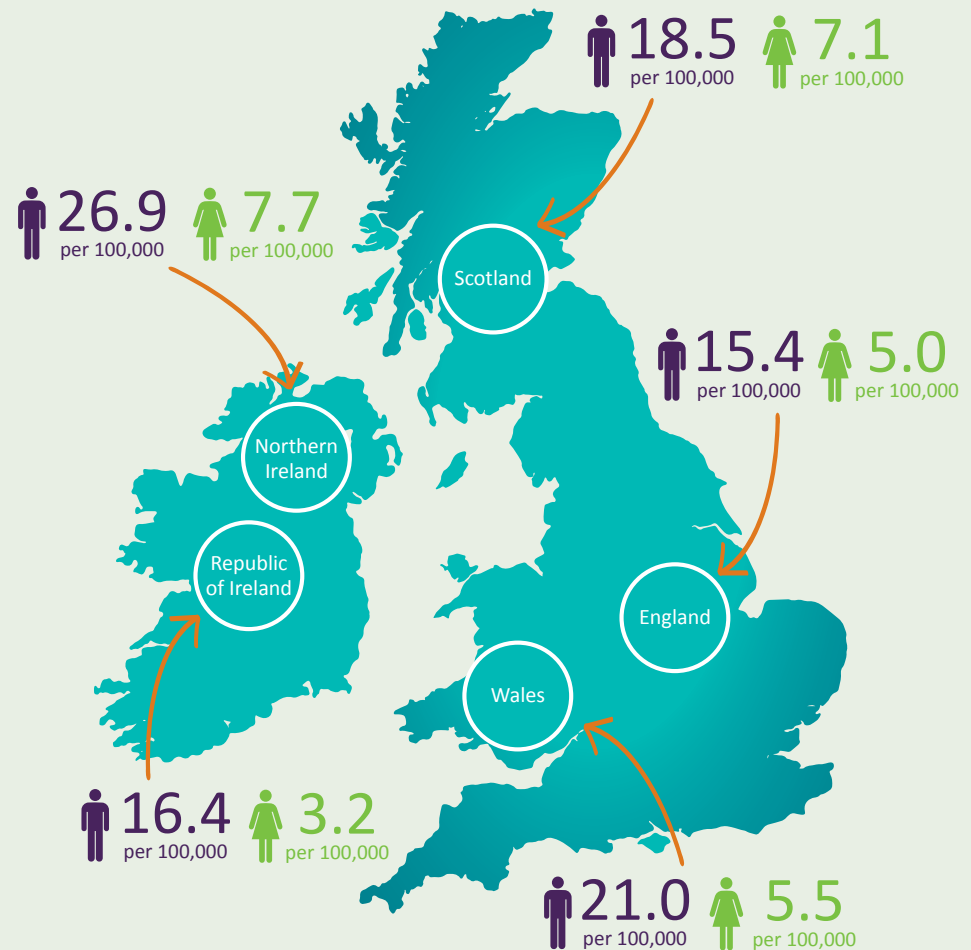 18.5 7.1
per 100,000 per 100,000
26.9 7.7
per 100,000 per 100,000
Scotland
15.4 5.0
per 100,000 per 100,000
Northern
Ireland
Republic
of Ireland
England
Wales
16.4 3.2
per 100,000 per 100,000
21.0 5.5
per 100,000 per 100,000